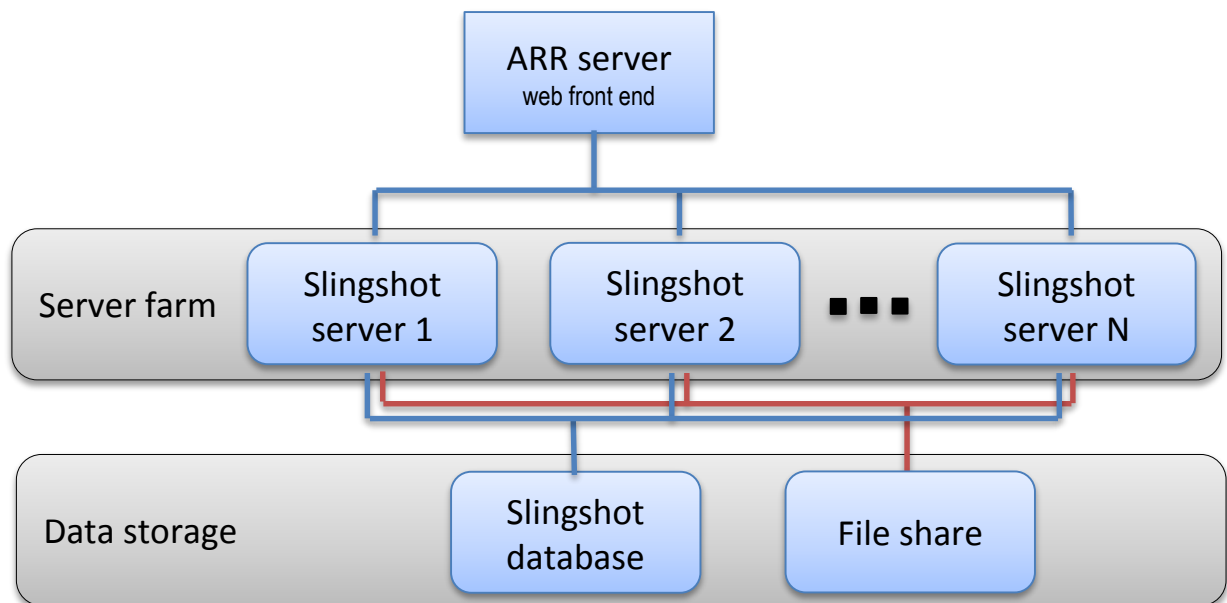 ARR server
web front end
Server farm
Slingshot
server 1
Slingshot
server 2
Slingshot
server N
Data storage
Slingshot
database
File share